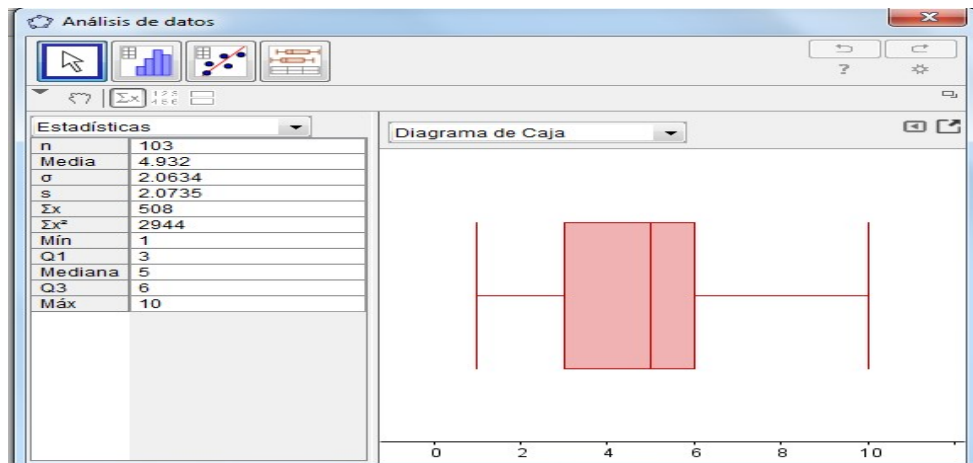 Análisis de datos
Σx
Estadísticas
n 103
Media 4.932
σ 2.0634
s 2.0735
Σx 508
Σx² 2944
Mín 1
Q1 3
Mediana 5
Q3 6
Máx 10
Diagrama de Caja
0 2 4 6 8 10